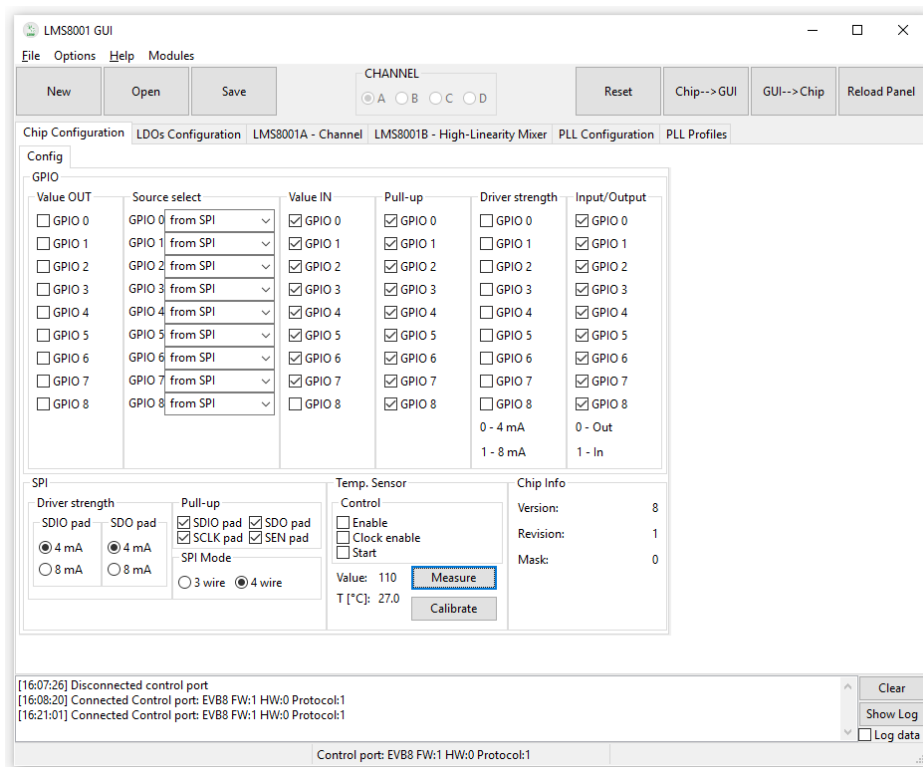 LMS8001 GUI
File Options Help Modules
New Open Save CHANNEL A B C D Reset Chip-->GUI GUI-->Chip Reload Panel
Chip Configuration LDOs Configuration LMS8001A - Channel LMS8001B - High-Linearity Mixer PLL Configuration PLL Profiles
Config
GPIO
Value OUT Source select Value IN Pull-up Driver strength Input/Output
GPIO 0 GPIO 0 from SPI GPIO 0 GPIO 0 GPIO 0 GPIO 0
GPIO 1 GPIO 1 from SPI GPIO 1 GPIO 1 GPIO 1 GPIO 1
GPIO 2 GPIO 2 from SPI GPIO 2 GPIO 2 GPIO 2 GPIO 2
GPIO 3 GPIO 3 from SPI GPIO 3 GPIO 3 GPIO 3 GPIO 3
GPIO 4 GPIO 4 from SPI GPIO 4 GPIO 4 GPIO 4 GPIO 4
GPIO 5 GPIO 5 from SPI GPIO 5 GPIO 5 GPIO 5 GPIO 5
GPIO 6 GPIO 6 from SPI GPIO 6 GPIO 6 GPIO 6 GPIO 6
GPIO 7 GPIO 7 from SPI GPIO 7 GPIO 7 GPIO 7 GPIO 7
GPIO 8 GPIO 8 from SPI GPIO 8 GPIO 8 GPIO 8 GPIO 8
0 - 4 mA 0 - Out
1 - 8 mA 1 - In
SPI
Driver strength
SDIO pad SDO pad
4 mA 4 mA
8 mA 8 mA
Pull-up
SDIO pad SDO pad
SCLK pad SEN pad
SPI Mode
3 wire 4 wire
Temp. Sensor
Control
Enable
Clock enable
Start
Value: 110 Measure
T [°C]: 27.0
Calibrate
Chip Info
Version: 8
Revision: 1
Mask: 0
[16:07:26] Disconnected control port
[16:08:20] Connected Control port: EVB8 FW:1 HW:0 Protocol:1
[16:21:01] Connected Control port: EVB8 FW:1 HW:0 Protocol:1
Clear
Show Log
Log data
Control port: EVB8 FW:1 HW:0 Protocol:1